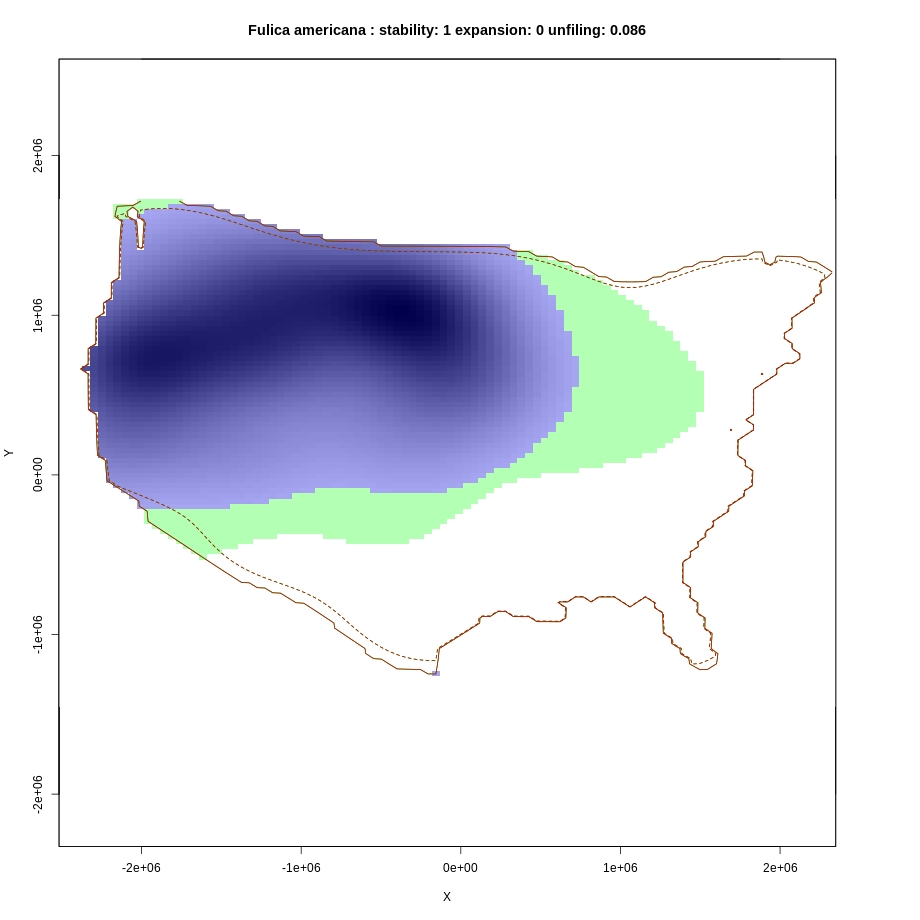 Fulica americana : stability: 1 expansion: 0 unfiling: 0.086
2e+06
1e+06
0e+00
-1e+06
-2e+06
Y
-2e+06 -1e+06 0e+00 1e+06 2e+06
X